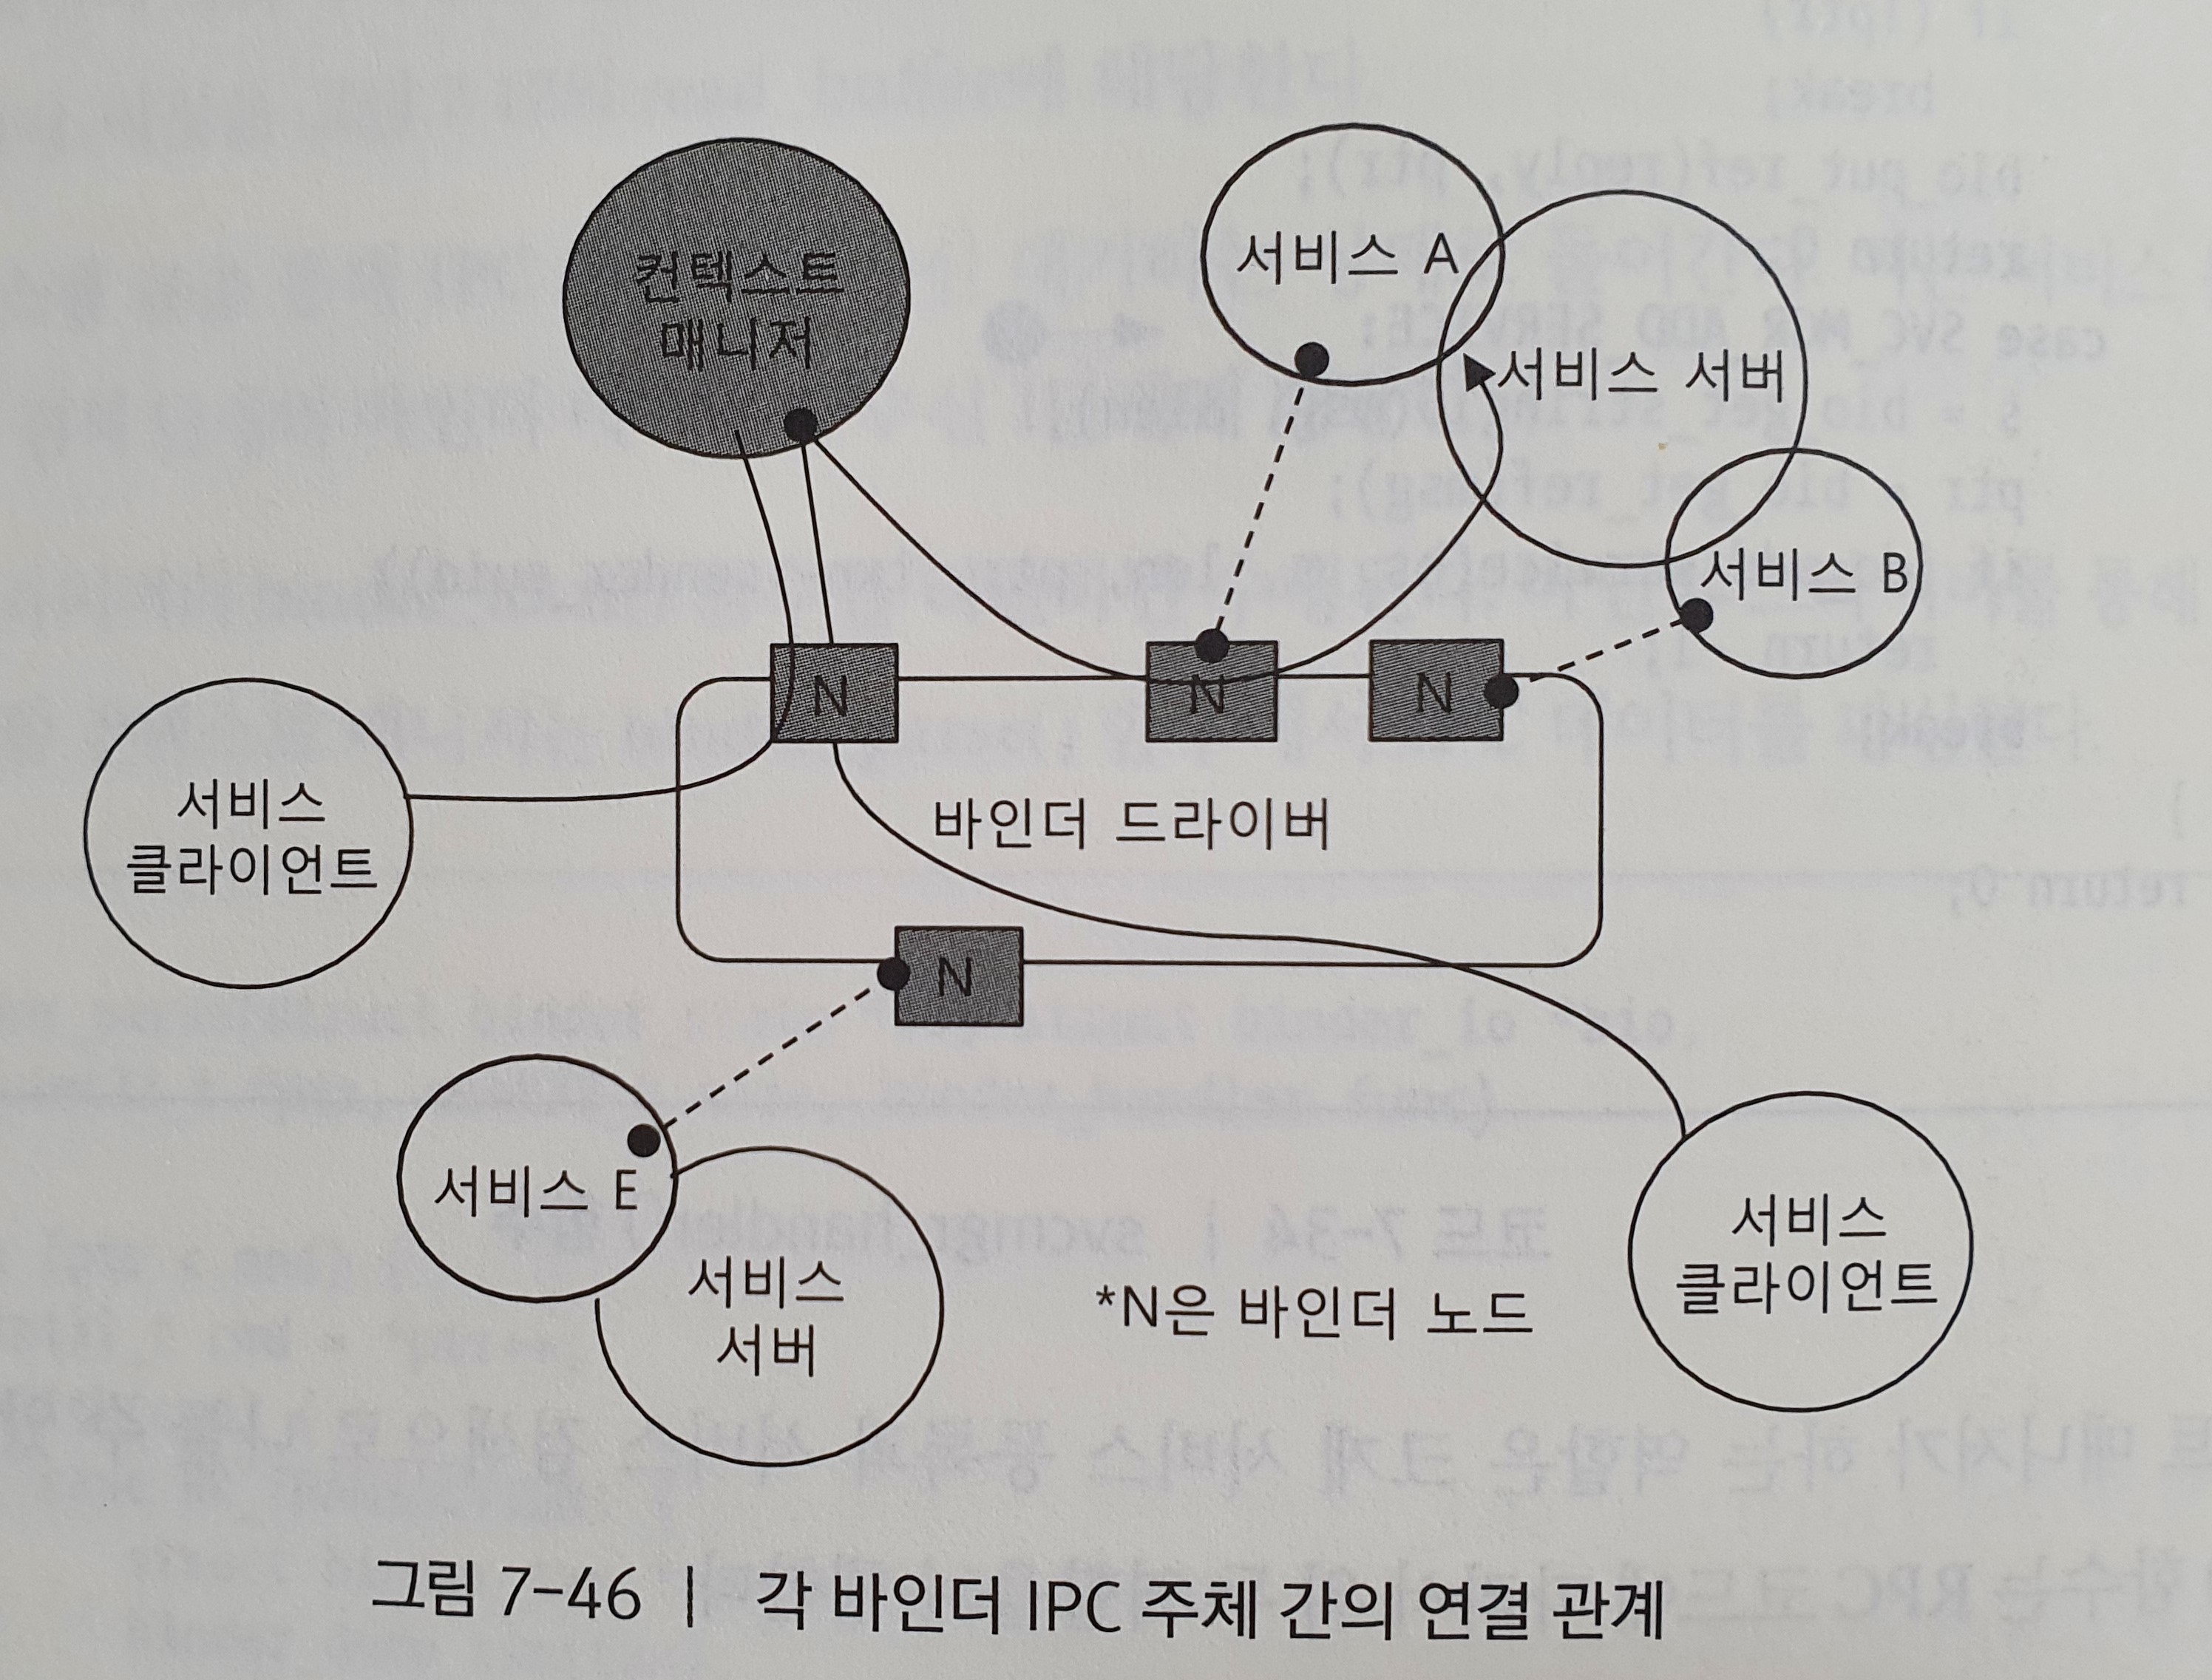 컨텍스트
매니저
서비스 A
서비스 서버
서비스 B
N
N
N
서비스
클라이언트
바인더 드라이버
N
서비스 E
서비스
서버
*N은 바인더 노드
서비스
클라이언트
그림 7-46 | 각 바인더 IPC 주체 간의 연결 관계